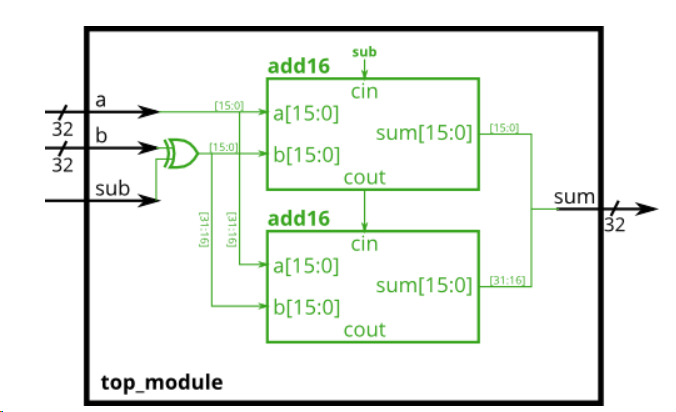 sub
add16
cin
a
[15:0]
a[15:0]
32
sum[15:0]
[15:0]
b
[15:0]
b[15:0]
32
cout
sub
sum
32
add16
[31:16]
[31:16]
cin
a[15:0]
sum[15:0]
[31:16]
b[15:0]
cout
top_module